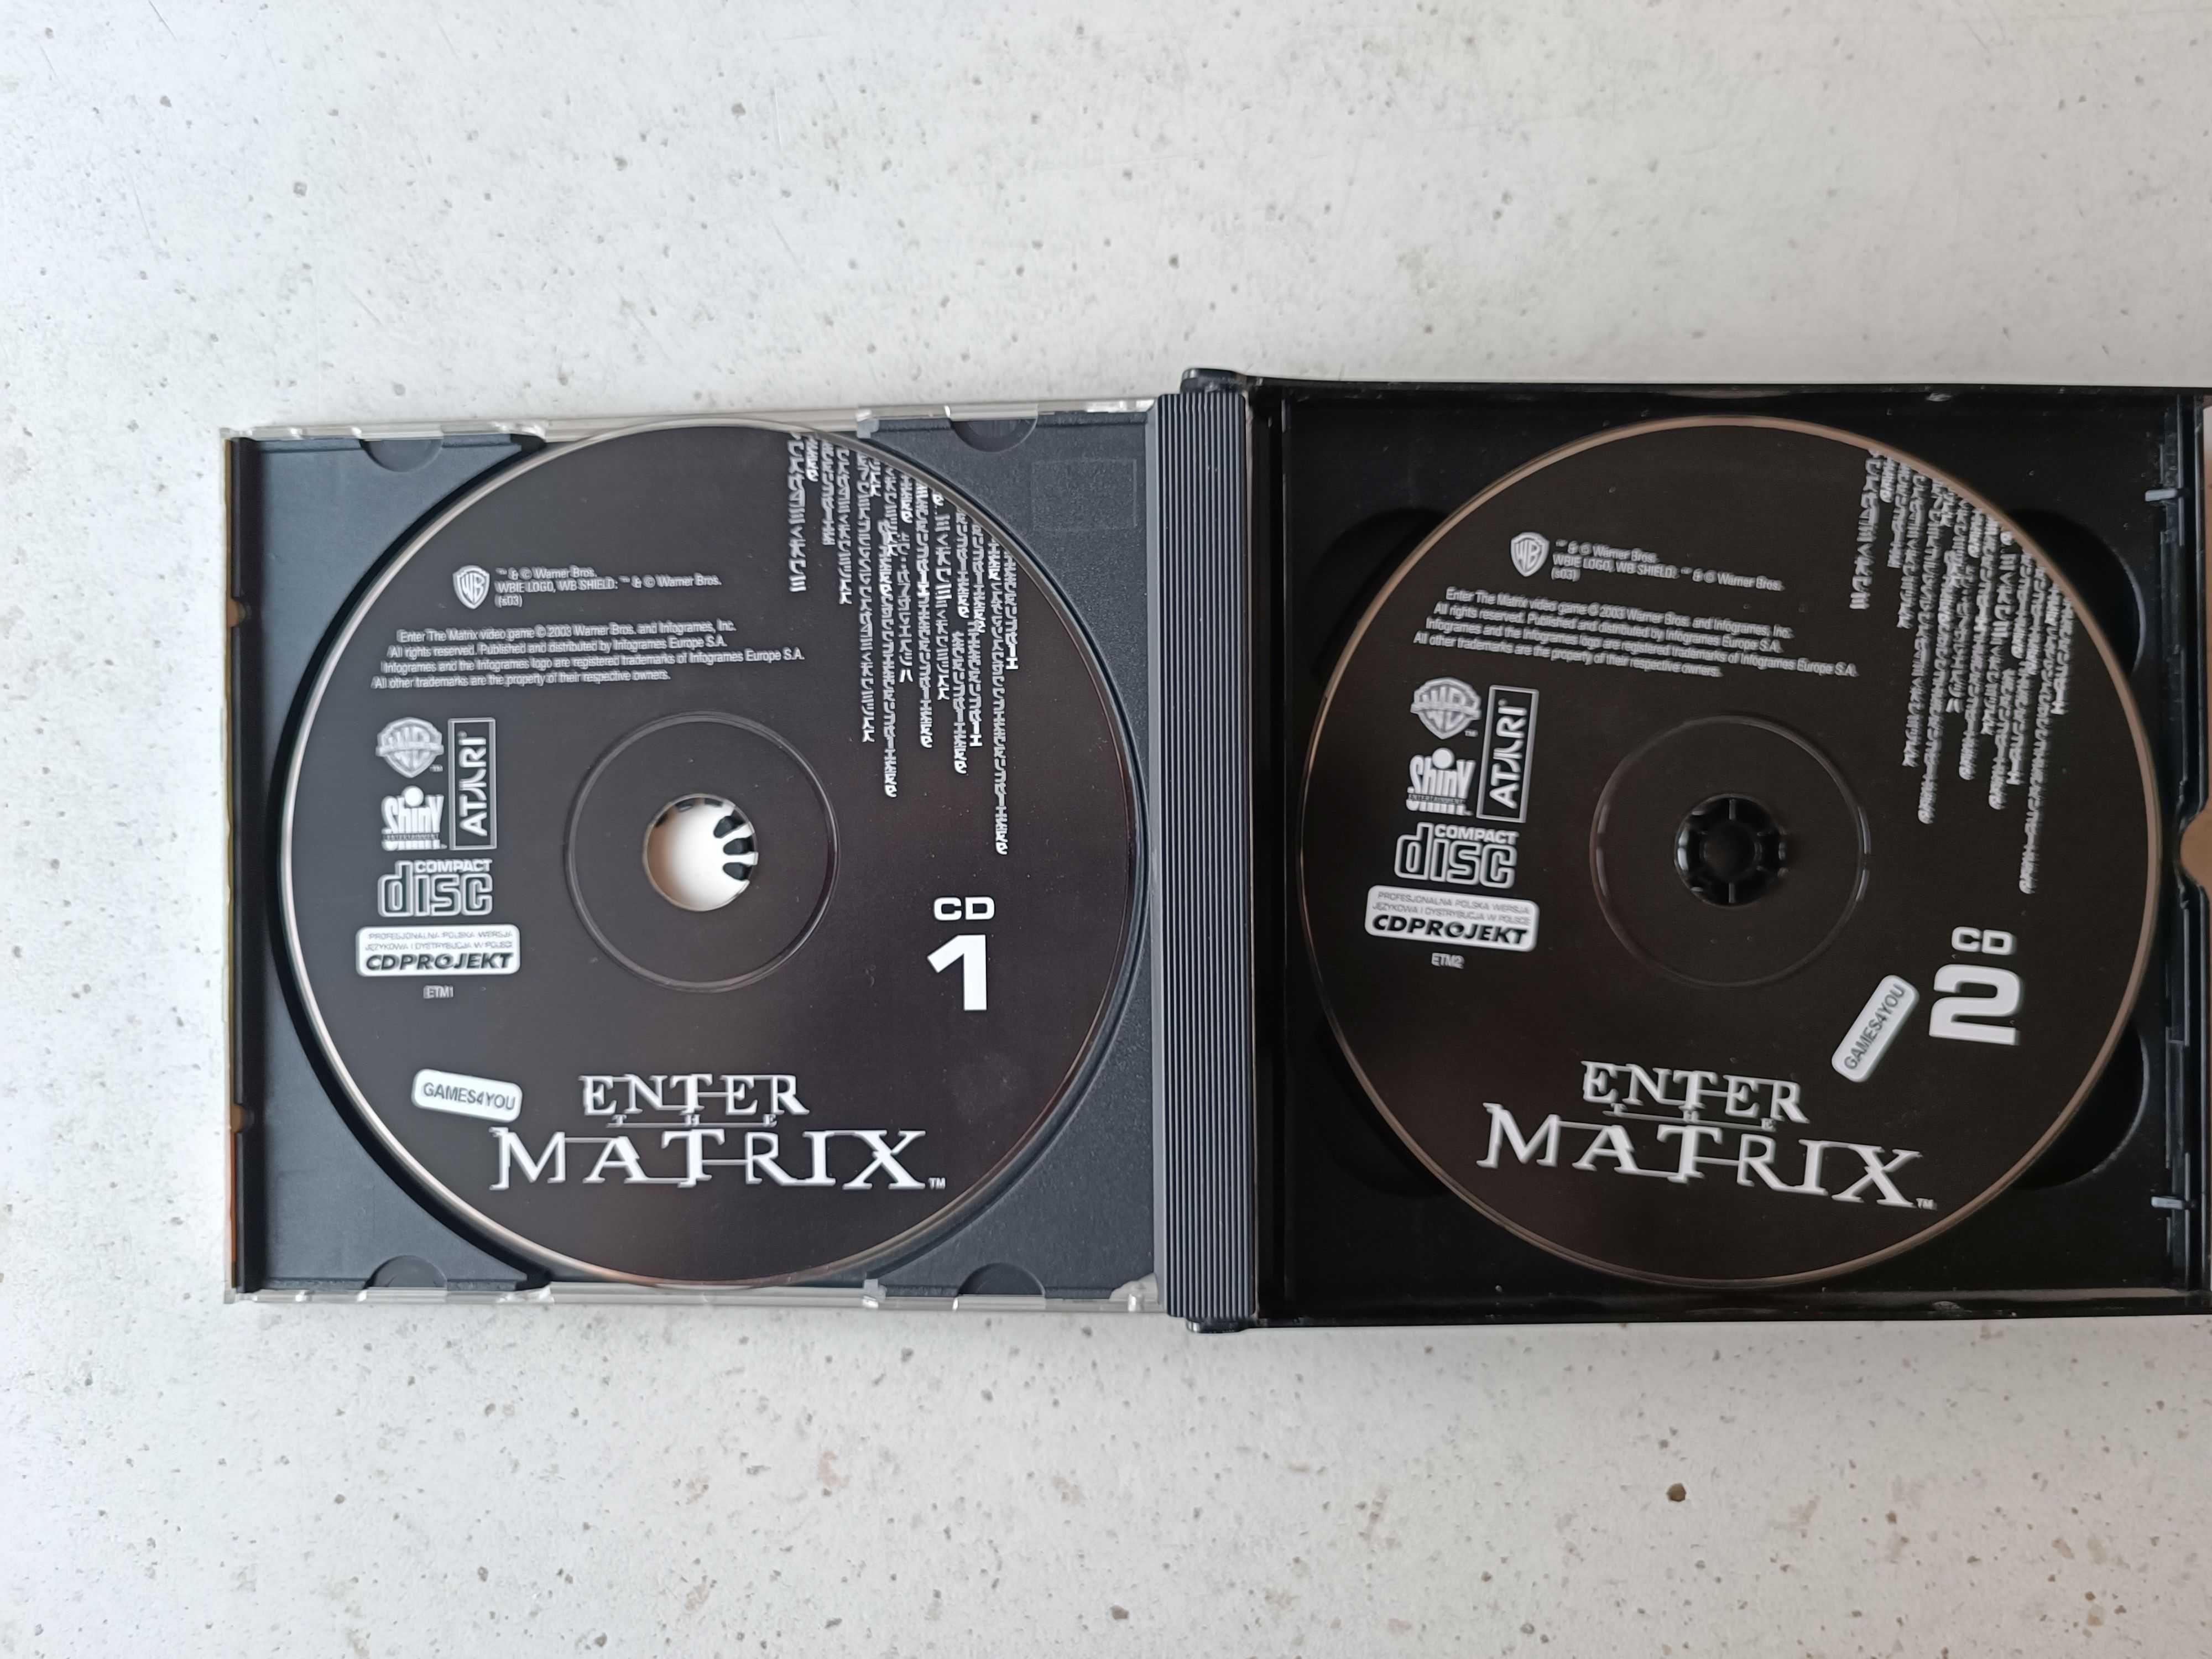 WB
™ & © Warner Bros.
WBIE LOGO, WB SHIELD: ™ & © Warner Bros.
(s03)
Enter The Matrix video game © 2003 Warner Bros. and Infogrames, Inc.
All rights reserved. Published and distributed by Infogrames Europe S.A.
Infogrames and the Infogrames logo are registered trademarks of Infogrames Europe S.A.
All other trademarks are the property of their respective owners.
ATARI®
Shiny
ENTERTAINMENT
COMPACT
disc
PROFESJONALNA POLSKA WERSJA
JĘZYKOWA I DYSTRYBUCJA W POLSCE
CDPROJEKT
ETM1
CD
1
GAMES4YOU
ENTER
THE
MATRIX™
WB
™ & © Warner Bros.
WBIE LOGO, WB SHIELD: ™ & © Warner Bros.
(s03)
Enter The Matrix video game © 2003 Warner Bros. and Infogrames, Inc.
All rights reserved. Published and distributed by Infogrames Europe S.A.
Infogrames and the Infogrames logo are registered trademarks of Infogrames Europe S.A.
All other trademarks are the property of their respective owners.
ATARI®
Shiny
ENTERTAINMENT
COMPACT
disc
PROFESJONALNA POLSKA WERSJA
JĘZYKOWA I DYSTRYBUCJA W POLSCE
CDPROJEKT
ETM2
CD
2
GAMES4YOU
ENTER
THE
MATRIX™